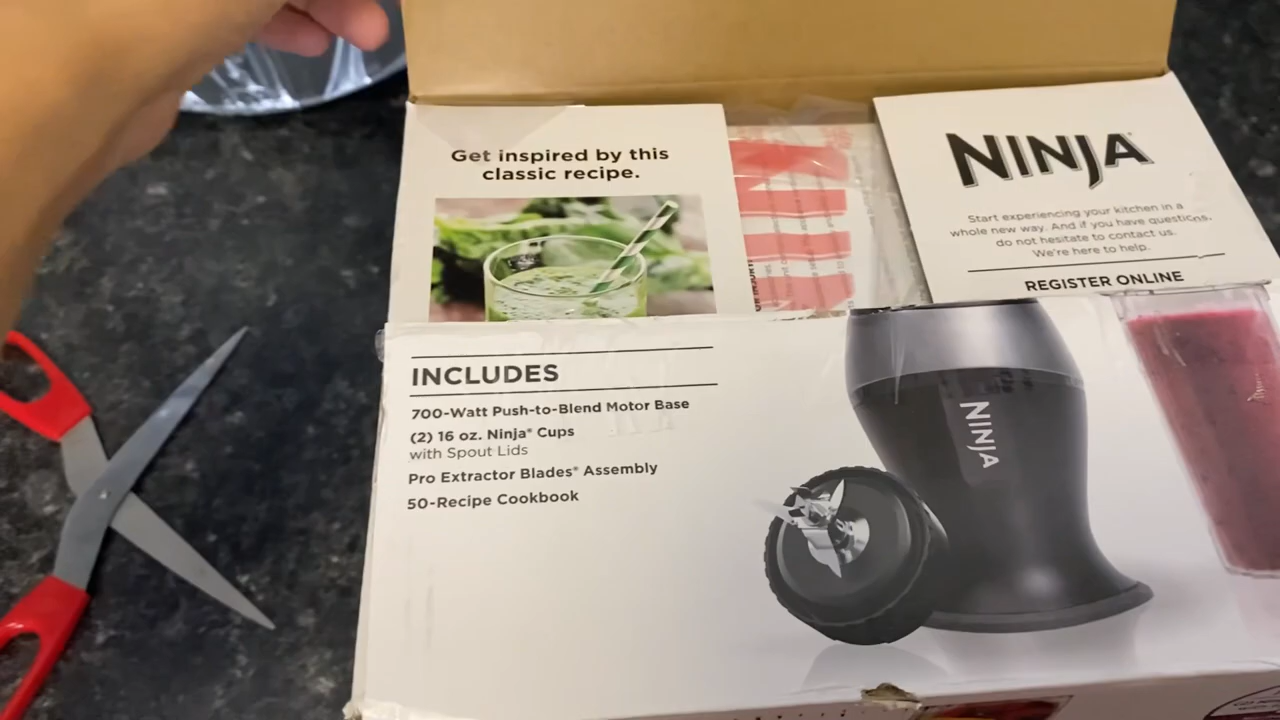 Get inspired by this
classic recipe.
NINJA
Start experiencing your kitchen in a
whole new way. And if you have questions,
do not hesitate to contact us.
We're here to help.
REGISTER ONLINE
INCLUDES
700-Watt Push-to-Blend Motor Base
(2) 16 oz. Ninja® Cups
with Spout Lids
Pro Extractor Blades® Assembly
50-Recipe Cookbook
NINJA